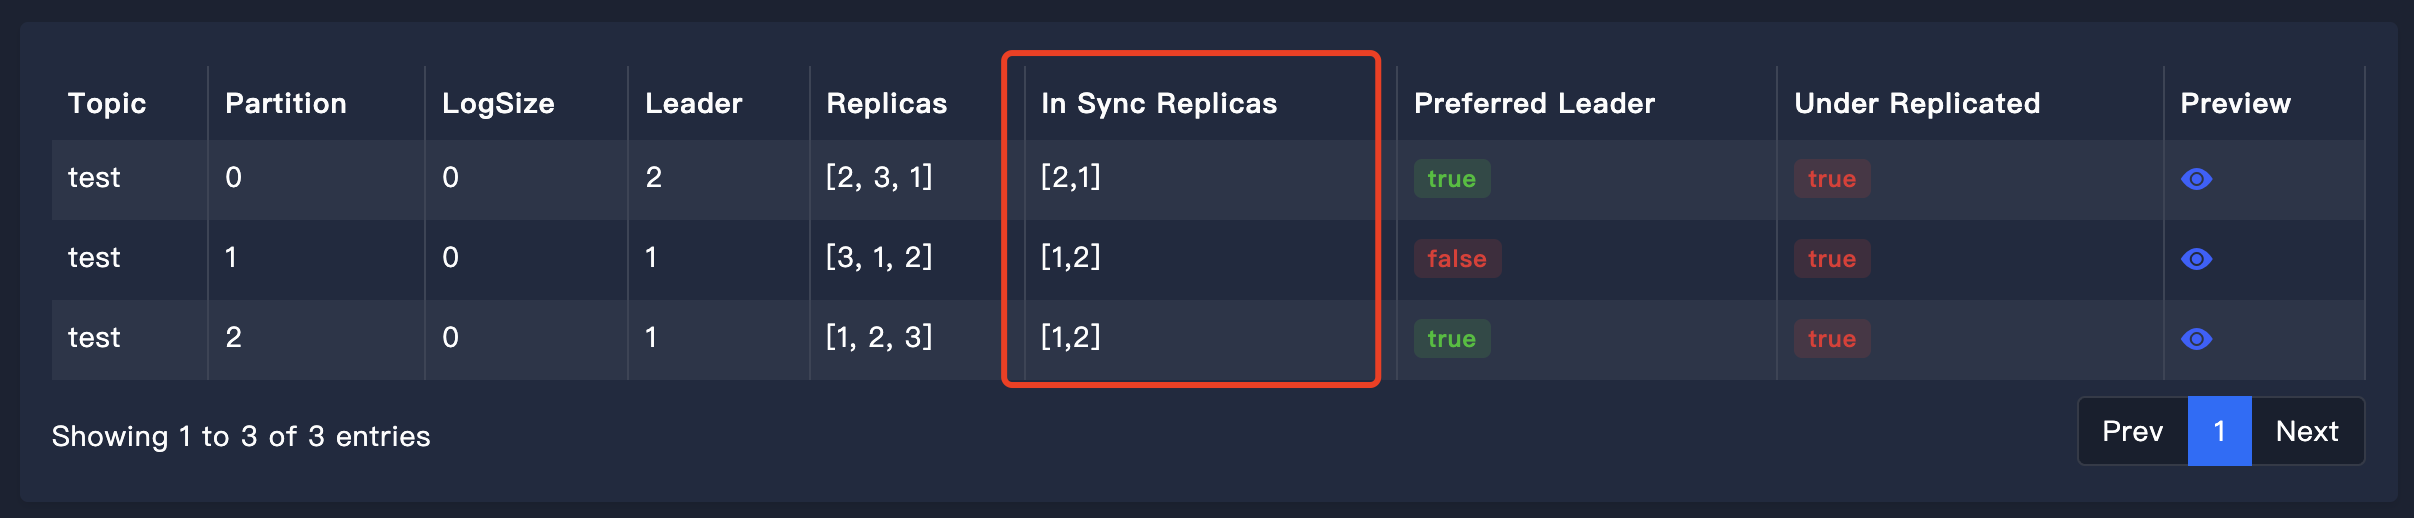 Topic Partition LogSize Leader Replicas In Sync Replicas Preferred Leader Under Replicated Preview
test 0 0 2 [2, 3, 1] [2,1] true true
test 1 0 1 [3, 1, 2] [1,2] false true
test 2 0 1 [1, 2, 3] [1,2] true true
Showing 1 to 3 of 3 entries
Prev 1 Next